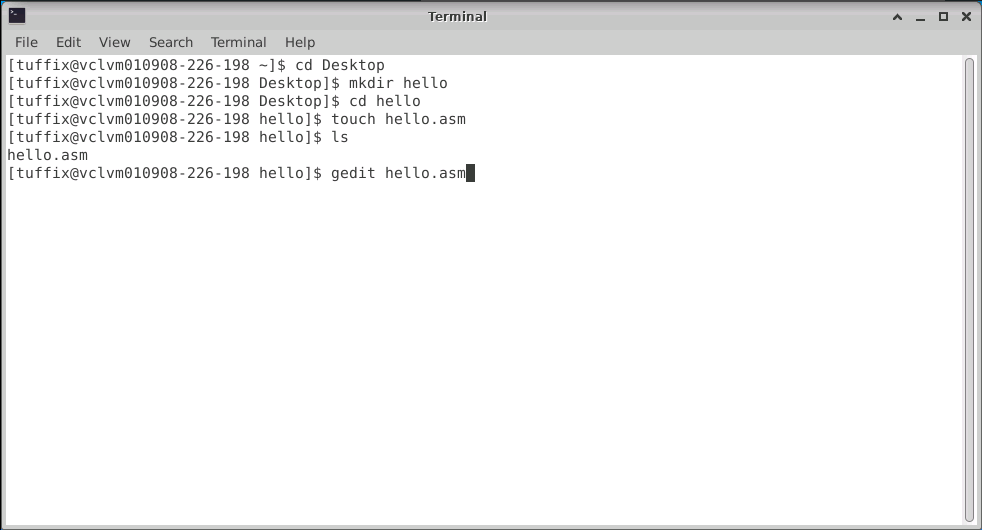 Terminal
File Edit View Search Terminal Help
[tuffix@vclvm010908-226-198 ~]$ cd Desktop
[tuffix@vclvm010908-226-198 Desktop]$ mkdir hello
[tuffix@vclvm010908-226-198 Desktop]$ cd hello
[tuffix@vclvm010908-226-198 hello]$ touch hello.asm
[tuffix@vclvm010908-226-198 hello]$ ls
hello.asm
[tuffix@vclvm010908-226-198 hello]$ gedit hello.asm